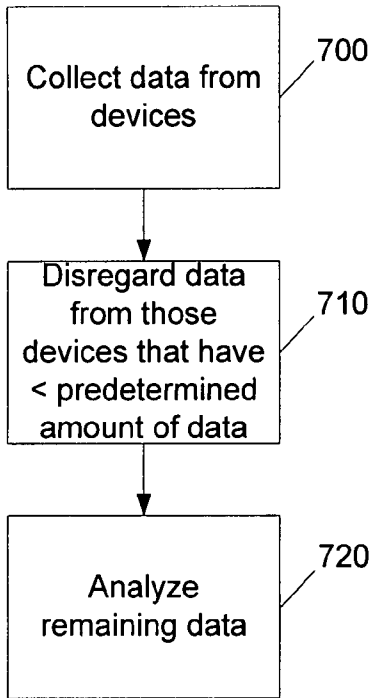 700
Collect data from
devices
710
Disregard data
from those
devices that have
< predetermined
amount of data
720
Analyze
remaining data